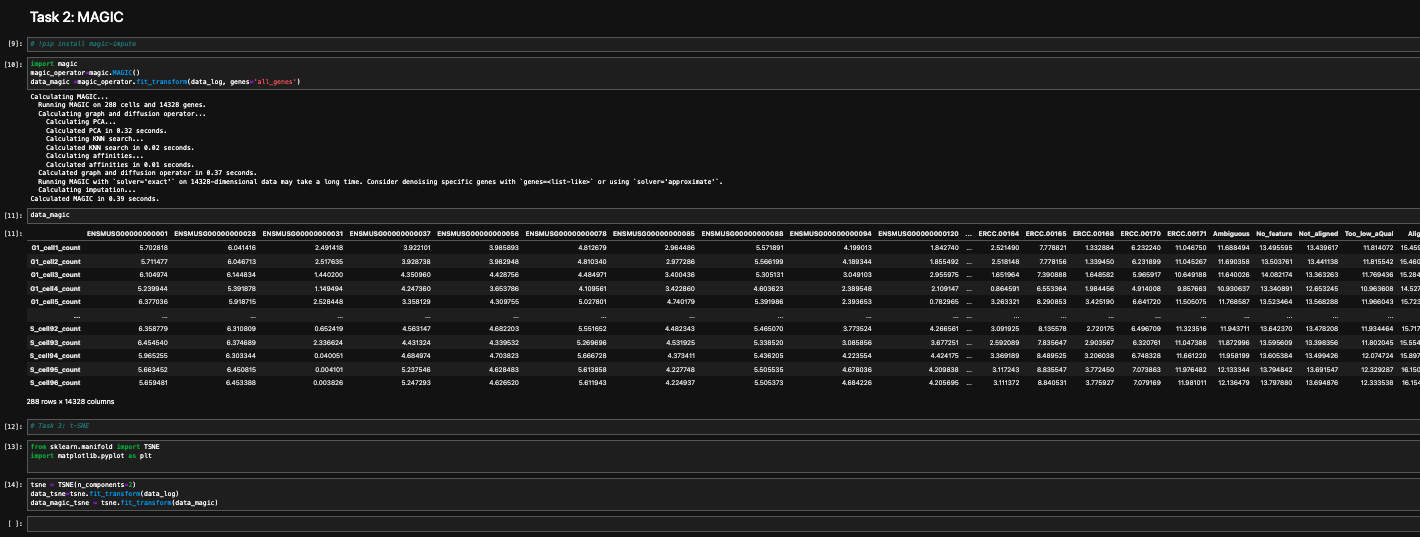 Task 2: MAGIC
[9]: # !pip install magic-impute
[10]: import magic
magic_operator=magic.MAGIC()
data_magic =magic_operator.fit_transform(data_log, genes='all_genes')
Calculating MAGIC...
Running MAGIC on 288 cells and 14328 genes.
Calculating graph and diffusion operator...
Calculating PCA...
Calculated PCA in 0.32 seconds.
Calculating KNN search...
Calculated KNN search in 0.02 seconds.
Calculating affinities...
Calculated affinities in 0.01 seconds.
Calculated graph and diffusion operator in 0.37 seconds.
Running MAGIC with `solver='exact'` on 14328-dimensional data may take a long time. Consider denoising specific genes with `genes=<list-like>` or using `solver='approximate'`.
Calculating imputation...
Calculated MAGIC in 0.39 seconds.
[11]: data_magic
[11]: ENSMUSG00000000001 ENSMUSG00000000028 ENSMUSG00000000031 ENSMUSG00000000037 ENSMUSG00000000056 ENSMUSG00000000078 ENSMUSG00000000085 ENSMUSG00000000088 ENSMUSG00000000094 ENSMUSG00000000120 ... ERCC.00164 ERCC.00165 ERCC.00168 ERCC.00170 ERCC.00171 Ambiguous No_feature Not_aligned Too_low_aQual Alig
G1_cell1_count 5.702818 6.041416 2.491418 3.922101 3.985893 4.812679 2.964486 5.571891 4.199013 1.842740 ... 2.521490 7.778821 1.332884 6.232240 11.046750 11.688494 13.495595 13.439617 11.814072 15.459
G1_cell2_count 5.711477 6.046713 2.517635 3.928738 3.982948 4.810340 2.977286 5.566199 4.189344 1.855492 ... 2.518148 7.778156 1.339450 6.231899 11.045267 11.690358 13.503761 13.441138 11.815542 15.460
G1_cell3_count 6.104974 6.144834 1.440200 4.350960 4.428756 4.484971 3.400436 5.305131 3.049103 2.955975 ... 1.651964 7.390888 1.648582 5.965917 10.649188 11.640026 14.082174 13.363263 11.769436 15.284
G1_cell4_count 5.239944 5.391878 1.149494 4.247360 3.653786 4.109561 3.422860 4.603623 2.389548 2.109147 ... 0.864591 6.553364 1.984456 4.914008 9.857663 10.930637 13.340891 12.653245 10.963608 14.527
G1_cell5_count 6.377036 5.918715 2.528448 3.358129 4.309755 5.027801 4.740179 5.391986 2.393653 0.782965 ... 3.263321 8.290853 3.425190 6.641720 11.505075 11.768587 13.523464 13.568288 11.966043 15.723
... ... ... ... ... ... ... ... ... ... ... ... ... ... ... ... ... ... ... ... ...
S_cell92_count 6.358779 6.310809 0.652419 4.563147 4.682203 5.551652 4.482343 5.465070 3.773524 4.266561 ... 3.091925 8.135578 2.720175 6.496709 11.323516 11.943711 13.642370 13.478208 11.934464 15.717
S_cell93_count 6.454540 6.374689 2.336624 4.431324 4.339532 5.269696 4.531925 5.338520 3.085856 3.677251 ... 2.592089 7.835647 2.903567 6.320761 11.047386 11.872996 13.595609 13.398356 11.802045 15.554
S_cell94_count 5.965255 6.303344 0.040051 4.684974 4.703823 5.666728 4.373411 5.436205 4.223554 4.424175 ... 3.369189 8.489525 3.206038 6.748328 11.661220 11.958199 13.605384 13.499426 12.074724 15.897
S_cell95_count 5.663452 6.450815 0.004101 5.237546 4.628483 5.613858 4.227748 5.505535 4.678036 4.209838 ... 3.117243 8.835547 3.772450 7.073863 11.976482 12.133344 13.794842 13.691547 12.329287 16.150
S_cell96_count 5.659481 6.453388 0.003826 5.247293 4.626520 5.611943 4.224937 5.505373 4.684226 4.205695 ... 3.111372 8.840531 3.775927 7.079169 11.981011 12.136479 13.797880 13.694876 12.333538 16.154
288 rows × 14328 columns
[12]: # Task 3: t-SNE
[13]: from sklearn.manifold import TSNE
import matplotlib.pyplot as plt
[14]: tsne = TSNE(n_components=2)
data_tsne=tsne.fit_transform(data_log)
data_magic_tsne = tsne.fit_transform(data_magic)
[ ]: